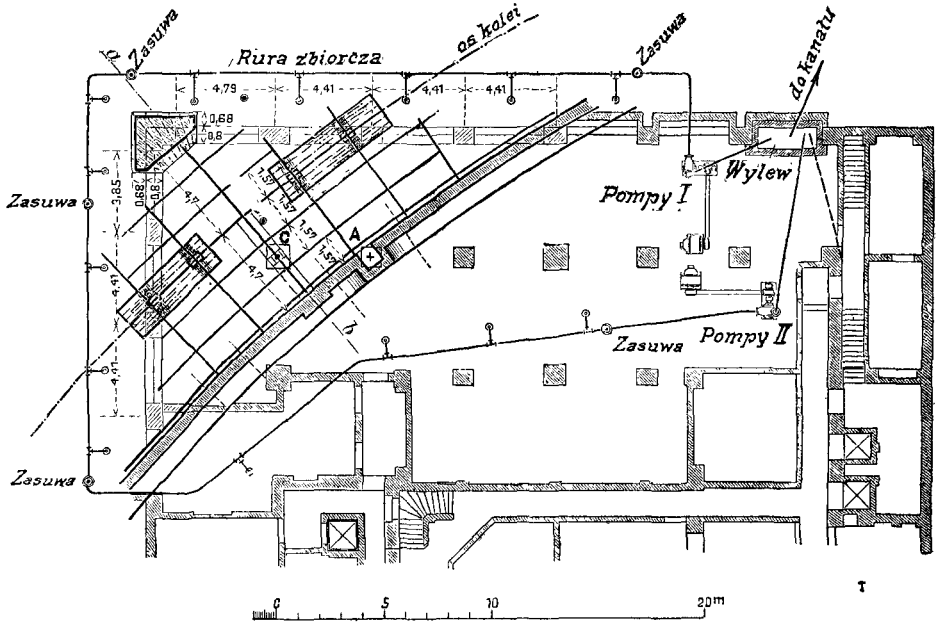 Zasuwa
Rura zbiorcza
oś kolei
Zasuwa
do kanału
4,79
4,41
4,41
4,41
0,68
0,8
Wylew
Pompy I
3,85
0,68
0,8
Zasuwa
4,7
1,57
1,57
1,57
1,57
1,57
C
A
4,7
4,41
4,41
b
Zasuwa
Pompy II
Zasuwa
0
5
10
20m
T